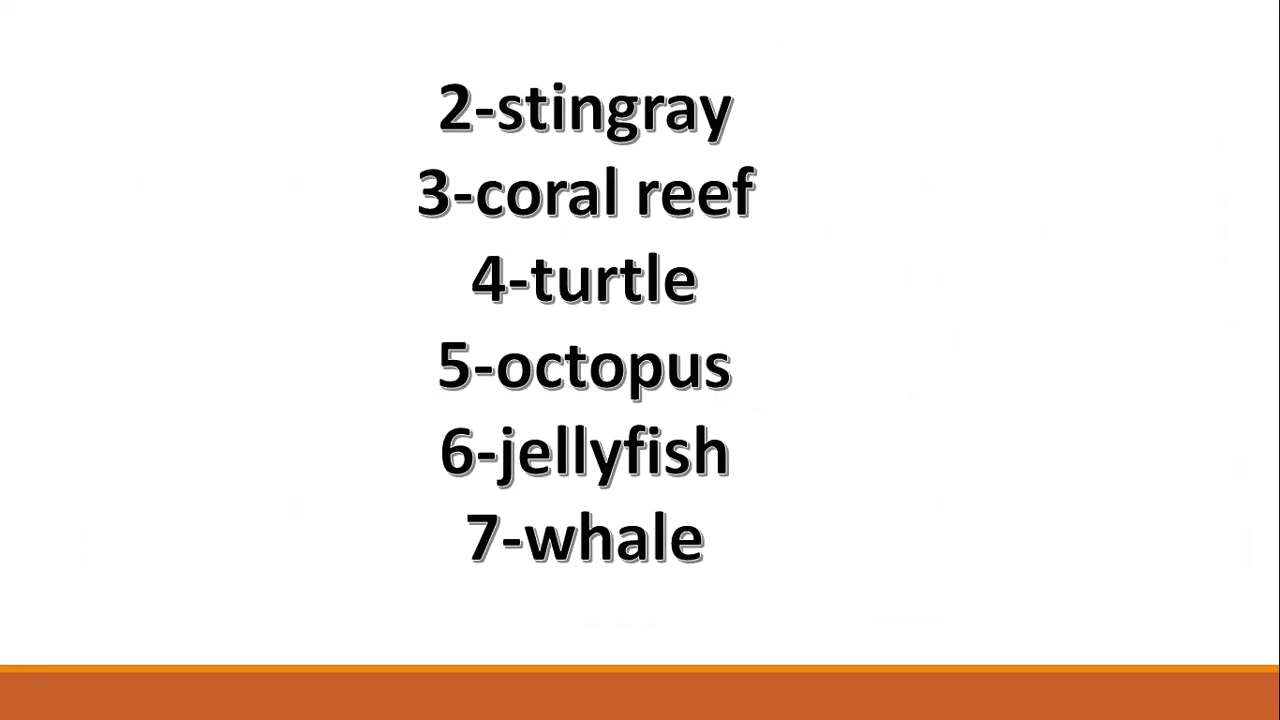 2-stingray
3-coral reef
4-turtle
5-octopus
6-jellyfish
7-whale